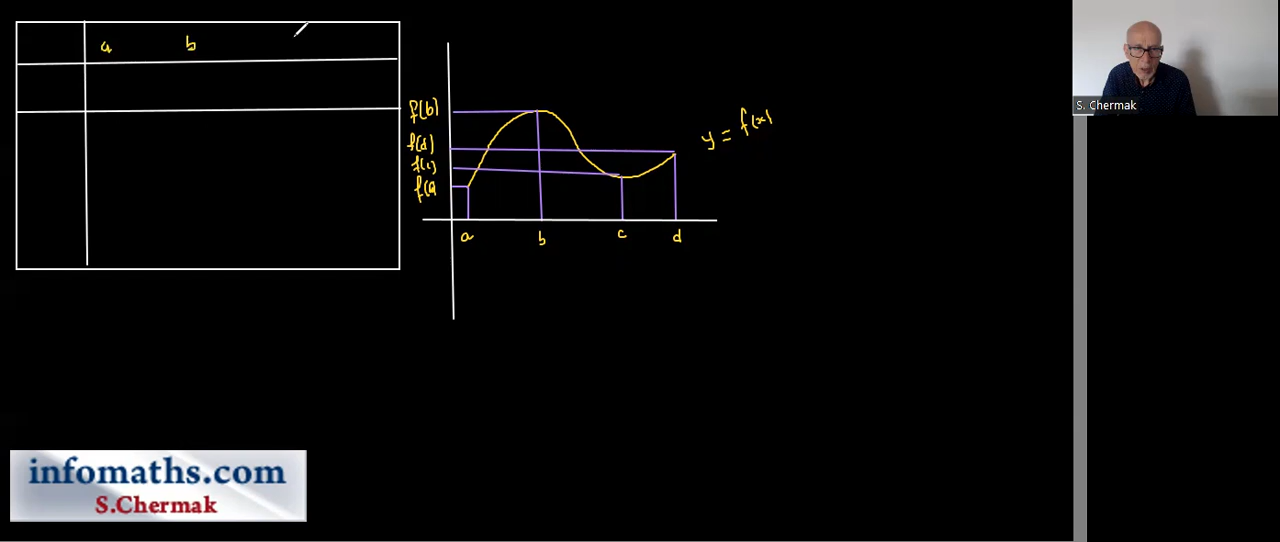 a b
f(b)
f(d)
f(c)
f(a
y = f(x)
a b c d
S. Chermak
infomaths.com
S.Chermak